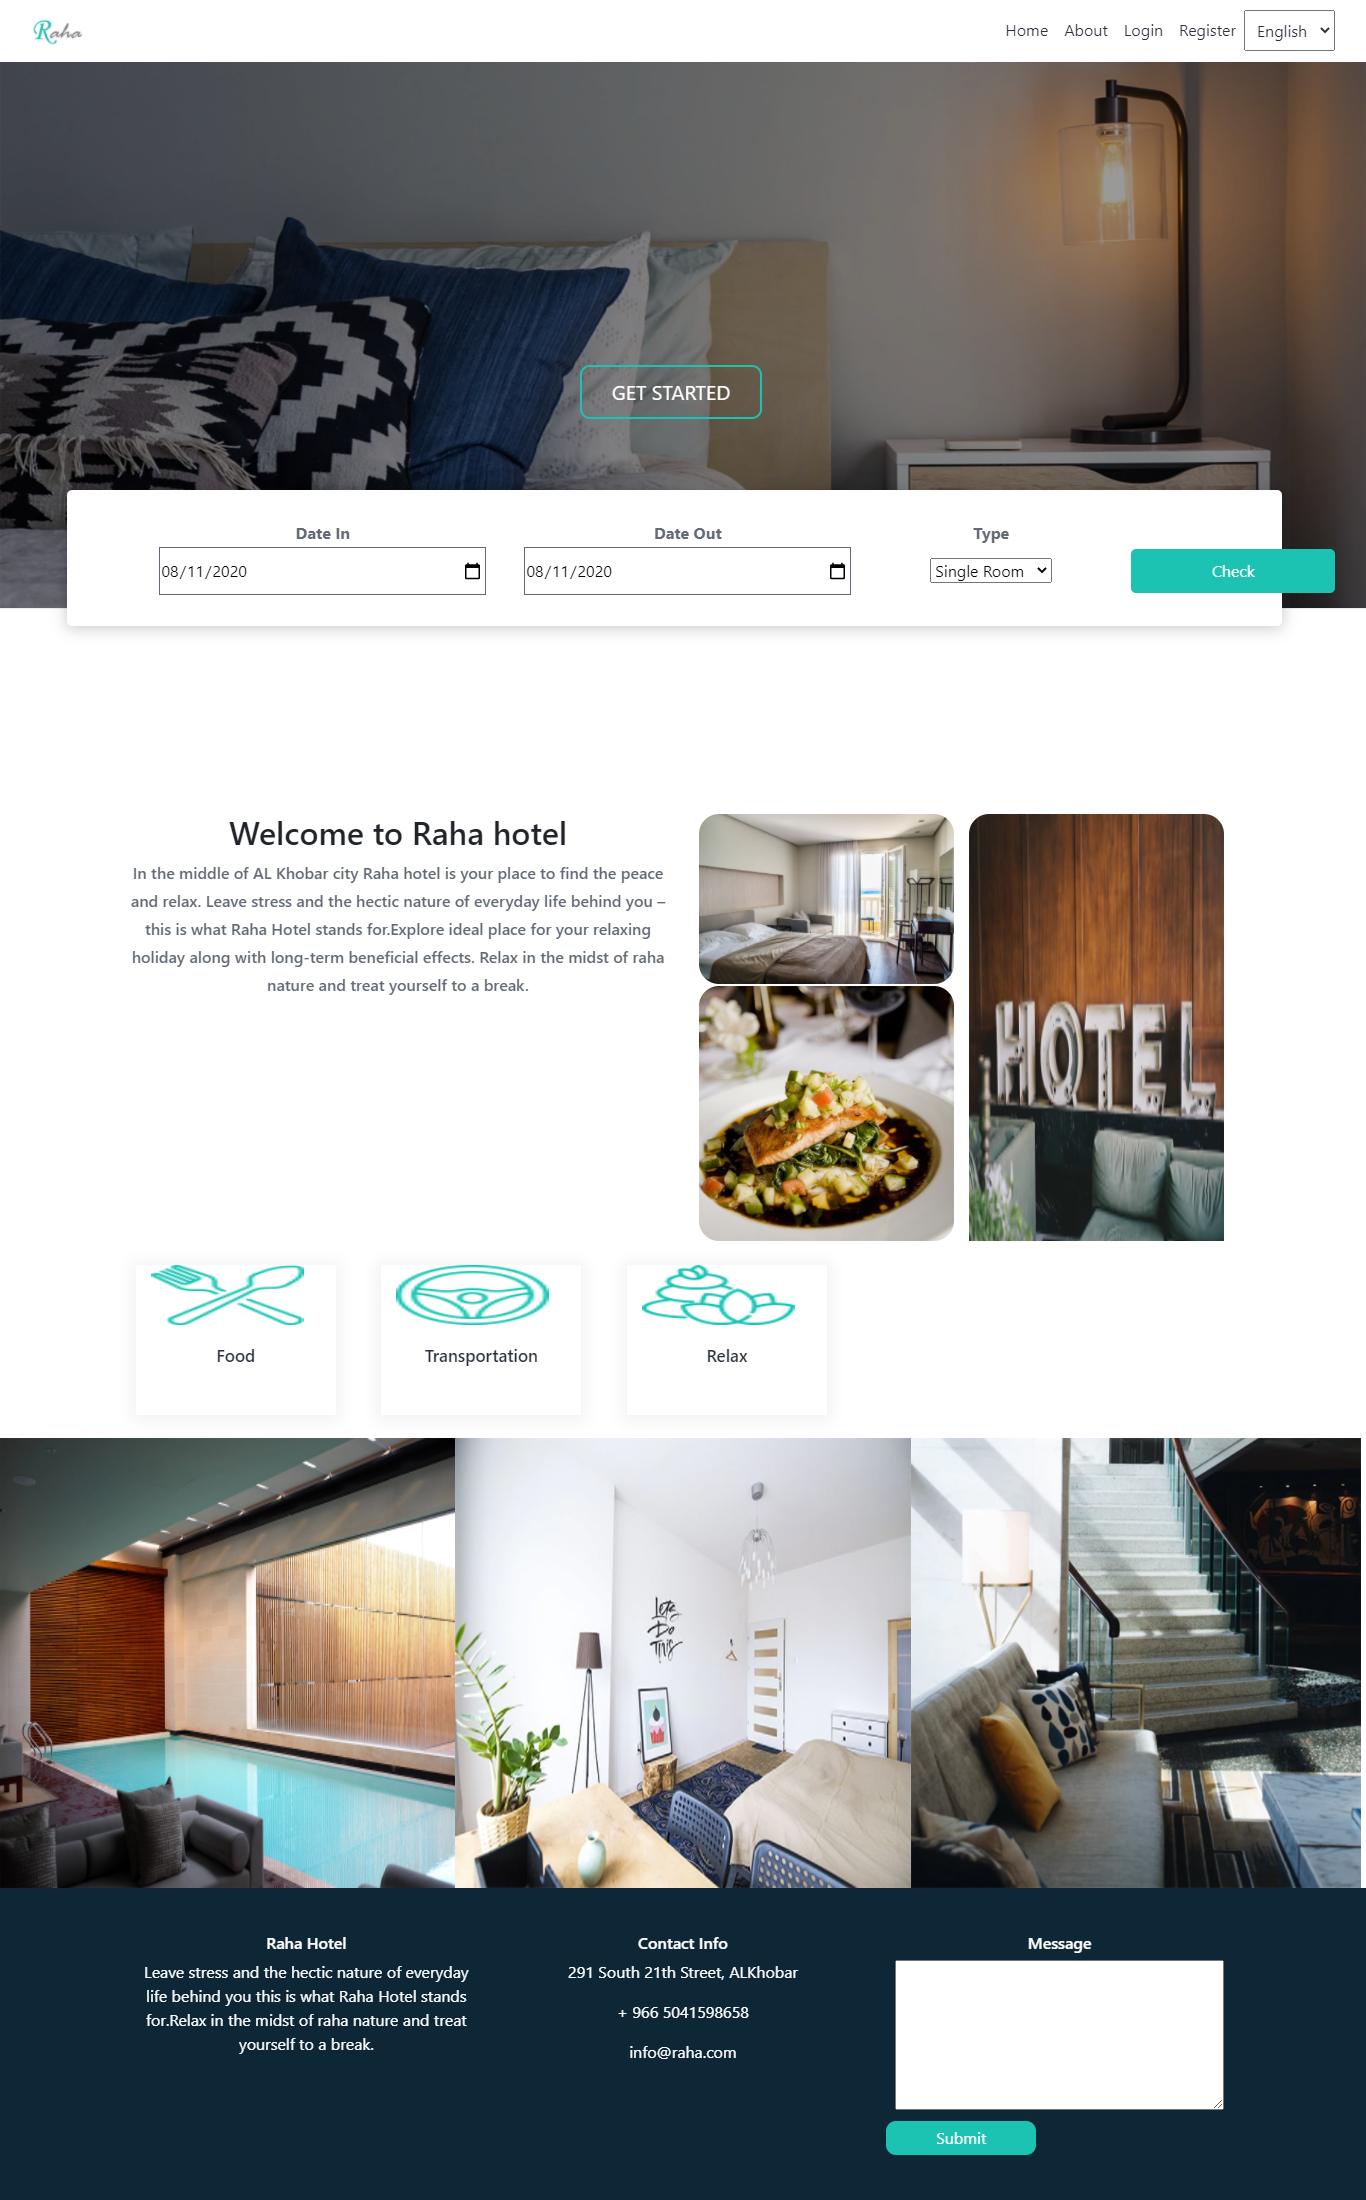 Raha
Home About Login Register English
GET STARTED
Date In Date Out Type
08/11/2020 08/11/2020 Single Room Check
Welcome to Raha hotel
In the middle of AL Khobar city Raha hotel is your place to find the peace
and relax. Leave stress and the hectic nature of everyday life behind you –
this is what Raha Hotel stands for.Explore ideal place for your relaxing
holiday along with long-term beneficial effects. Relax in the midst of raha
nature and treat yourself to a break.
HOTEL
Food Transportation Relax
Let's
Do
This
Raha Hotel
Leave stress and the hectic nature of everyday
life behind you this is what Raha Hotel stands
for.Relax in the midst of raha nature and treat
yourself to a break.
Contact Info
291 South 21th Street, ALKhobar
+ 966 5041598658
info@raha.com
Message
Submit